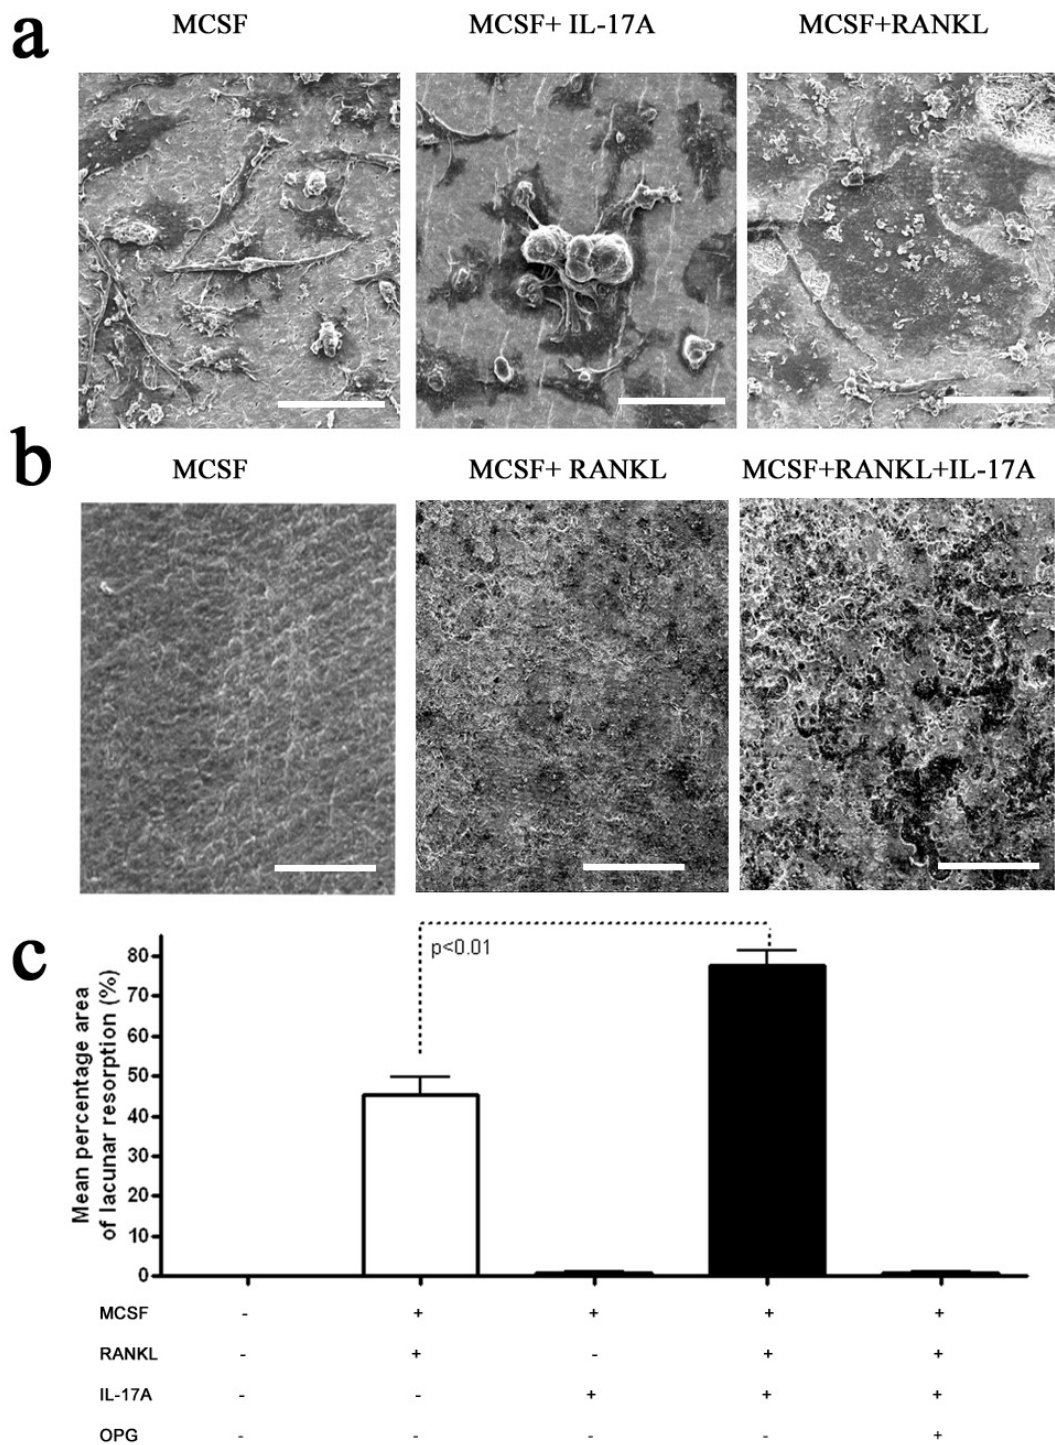 a
MCSF
MCSF+ IL-17A
MCSF+RANKL
b
MCSF
MCSF+ RANKL
MCSF+RANKL+IL-17A
c
Mean percentage area
of lacunar resorption (%)
80
70
60
50
40
30
20
10
0
p<0.01
MCSF - + + + +
RANKL - + - + +
IL-17A - - + + +
OPG - - - - +